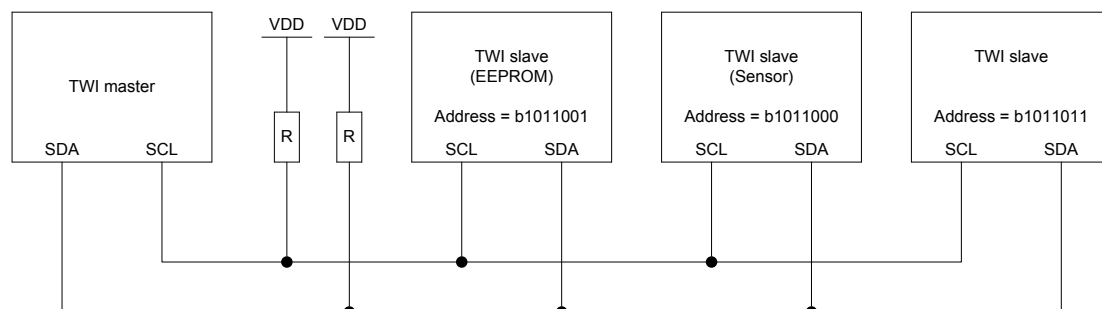 TWI master
SDA SCL
VDD VDD
R R
TWI slave
(EEPROM)
Address = b1011001
SCL SDA
TWI slave
(Sensor)
Address = b1011000
SCL SDA
TWI slave
Address = b1011011
SCL SDA